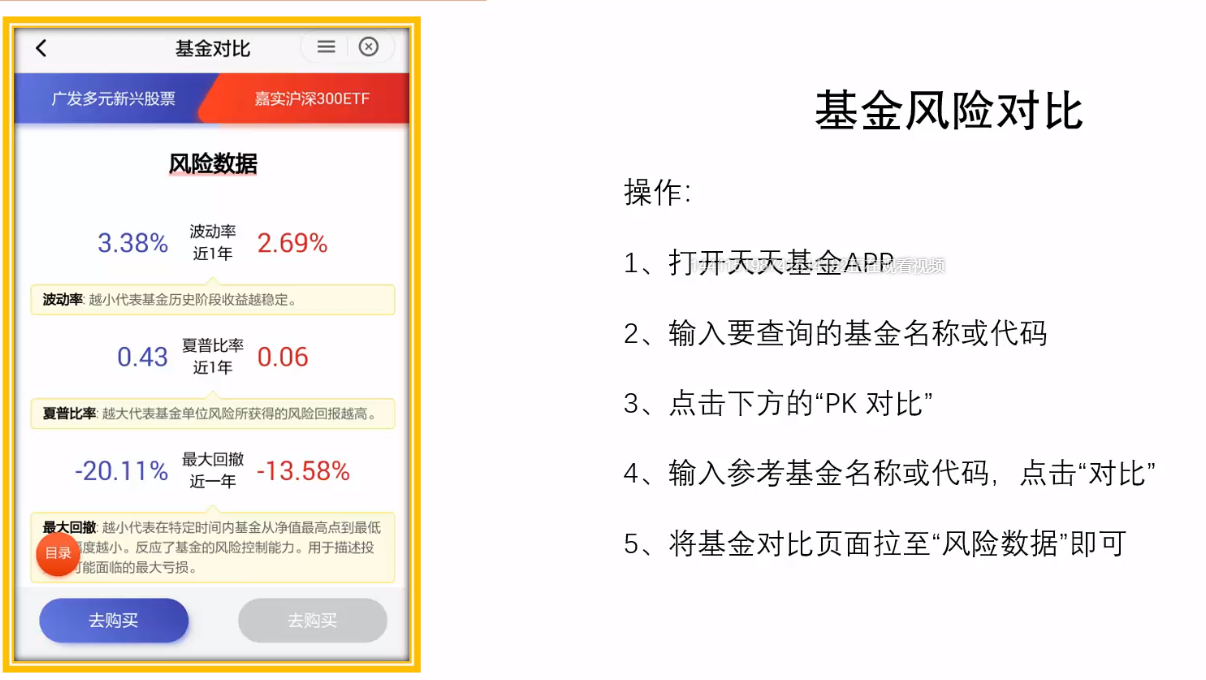 基金对比
广发多元新兴股票
嘉实沪深300ETF
风险数据
3.38%
波动率
近1年
2.69%
波动率: 越小代表基金历史阶段收益越稳定。
0.43
夏普比率
近1年
0.06
夏普比率: 越大代表基金单位风险所获得的风险回报越高。
-20.11%
最大回撤
近一年
-13.58%
最大回撤: 越小代表在特定时间内基金从净值最高点到最低
度越小。反应了基金的风险控制能力。用于描述投
可能面临的最大亏损。
目录
去购买
去购买
基金风险对比
操作:
1、打开天天基金APP
正在观看视频
2、输入要查询的基金名称或代码
3、点击下方的“PK 对比”
4、输入参考基金名称或代码，点击“对比”
5、将基金对比页面拉至“风险数据”即可